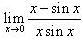 lim x→0 (x − sin x)/(x sin x)